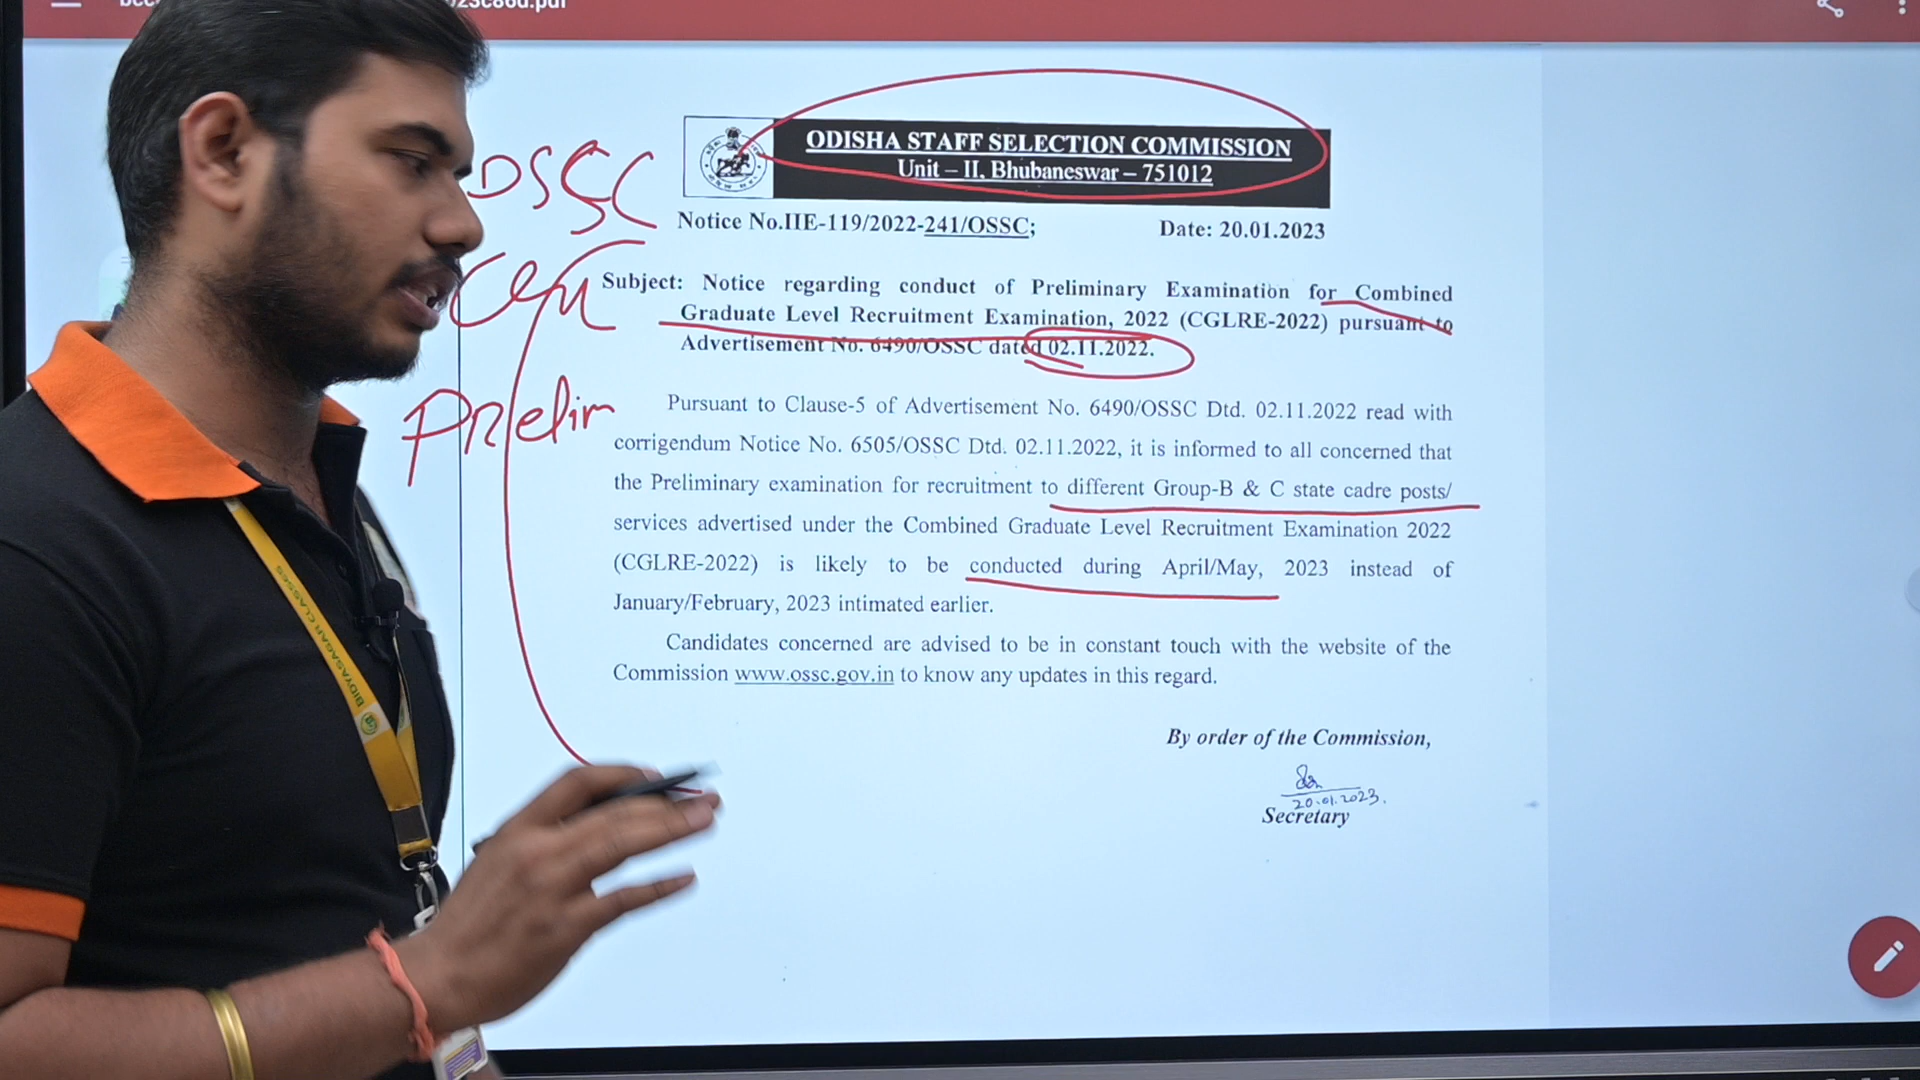 23c86d.pdf
ODISHA STAFF SELECTION COMMISSION
Unit – II, Bhubaneswar – 751012
OSSC
Notice No.IIE-119/2022-241/OSSC;
Date: 20.01.2023
Subject: Notice regarding conduct of Preliminary Examination for Combined
Graduate Level Recruitment Examination, 2022 (CGLRE-2022) pursuant to
Advertisement No. 6490/OSSC dated 02.11.2022.
Prelim
Pursuant to Clause-5 of Advertisement No. 6490/OSSC Dtd. 02.11.2022 read with
corrigendum Notice No. 6505/OSSC Dtd. 02.11.2022, it is informed to all concerned that
the Preliminary examination for recruitment to different Group-B & C state cadre posts/
services advertised under the Combined Graduate Level Recruitment Examination 2022
(CGLRE-2022) is likely to be conducted during April/May, 2023 instead of
January/February, 2023 intimated earlier.
Candidates concerned are advised to be in constant touch with the website of the
Commission www.ossc.gov.in to know any updates in this regard.
By order of the Commission,
20.01.2023.
Secretary
BIDYASAGAR CLASSES